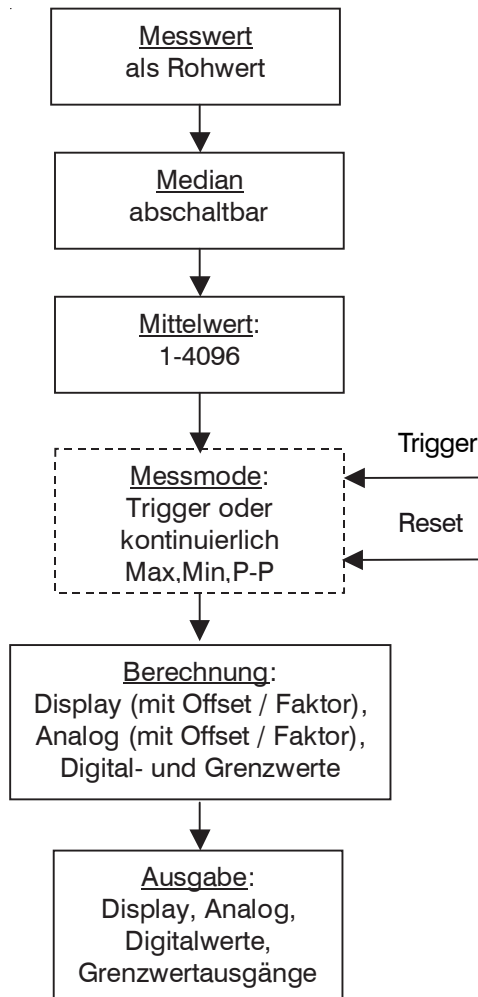 Messwert
als Rohwert
Median
abschaltbar
Mittelwert:
1-4096
Trigger
Messmode:
Trigger oder
kontinuierlich
Max,Min,P-P
Reset
Berechnung:
Display (mit Offset / Faktor),
Analog (mit Offset / Faktor),
Digital- und Grenzwerte
Ausgabe:
Display, Analog,
Digitalwerte,
Grenzwertausgänge